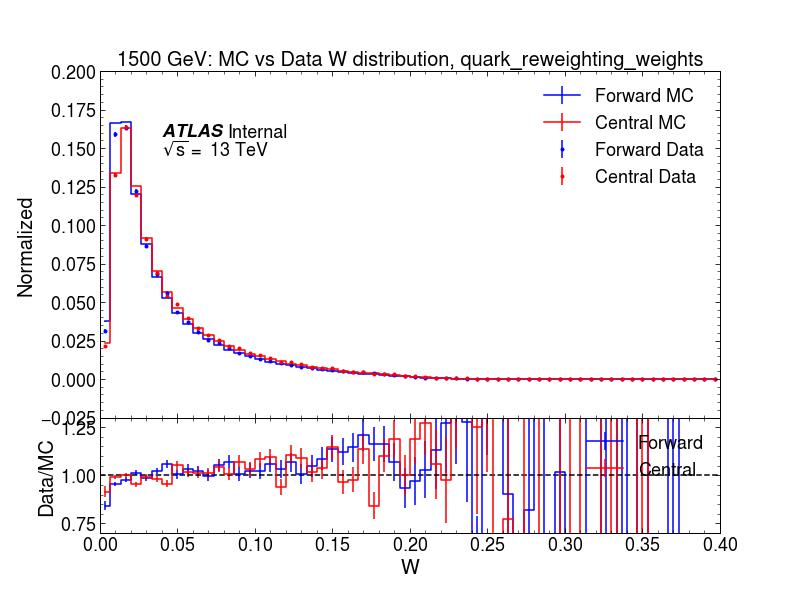 1500 GeV: MC vs Data W distribution, quark_reweighting_weights
0.200
0.175
0.150
0.125
0.100
0.075
0.050
0.025
0.000
−0.025
Normalized
ATLAS Internal
√s = 13 TeV
Forward MC
Central MC
Forward Data
Central Data
1.25
1.00
0.75
Data/MC
Forward
Central
0.00 0.05 0.10 0.15 0.20 0.25 0.30 0.35 0.40
W